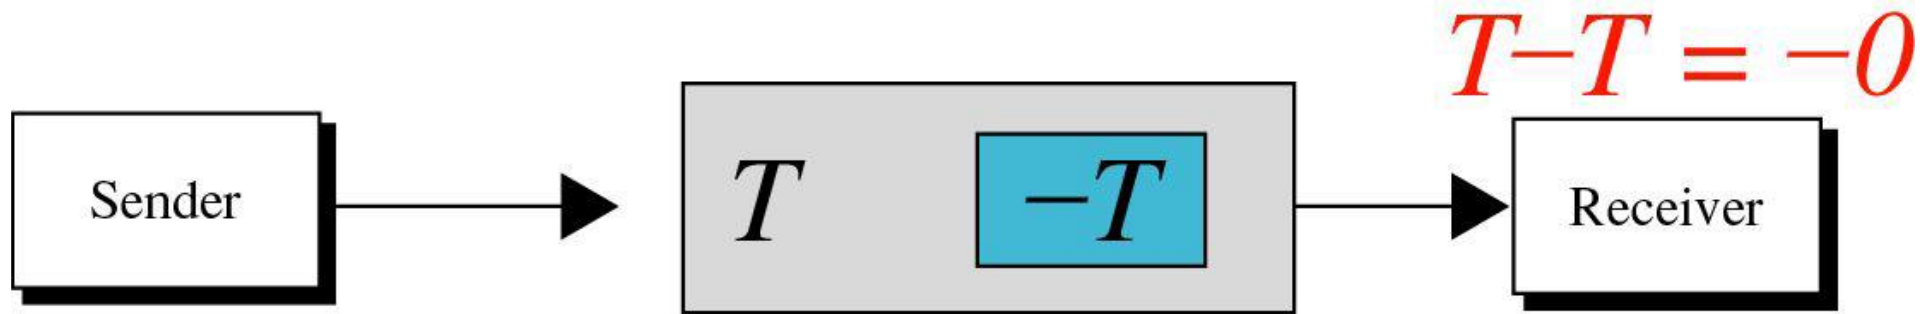 T–T = –0
Sender
T
–T
Receiver